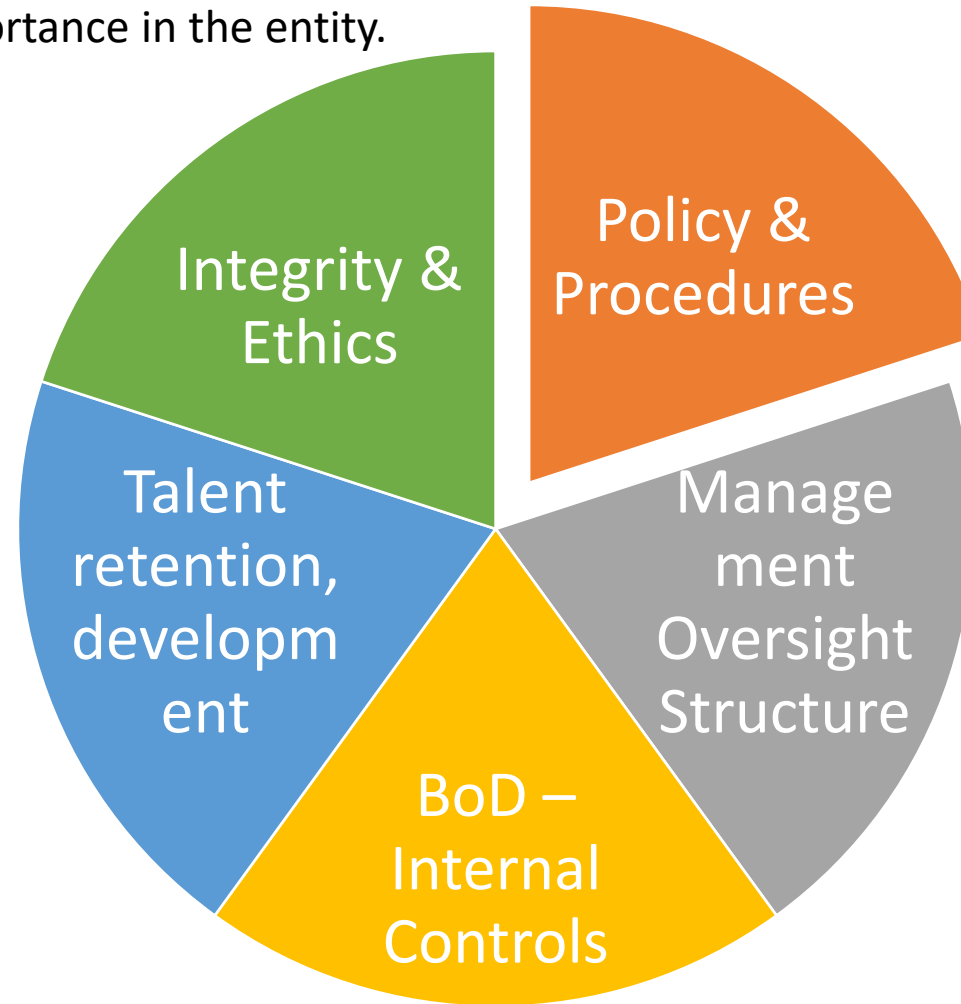 ortance in the entity.
Policy &
Procedures
Integrity &
Ethics
Manage
ment
Oversight
Structure
Talent
retention,
developm
ent
BoD –
Internal
Controls